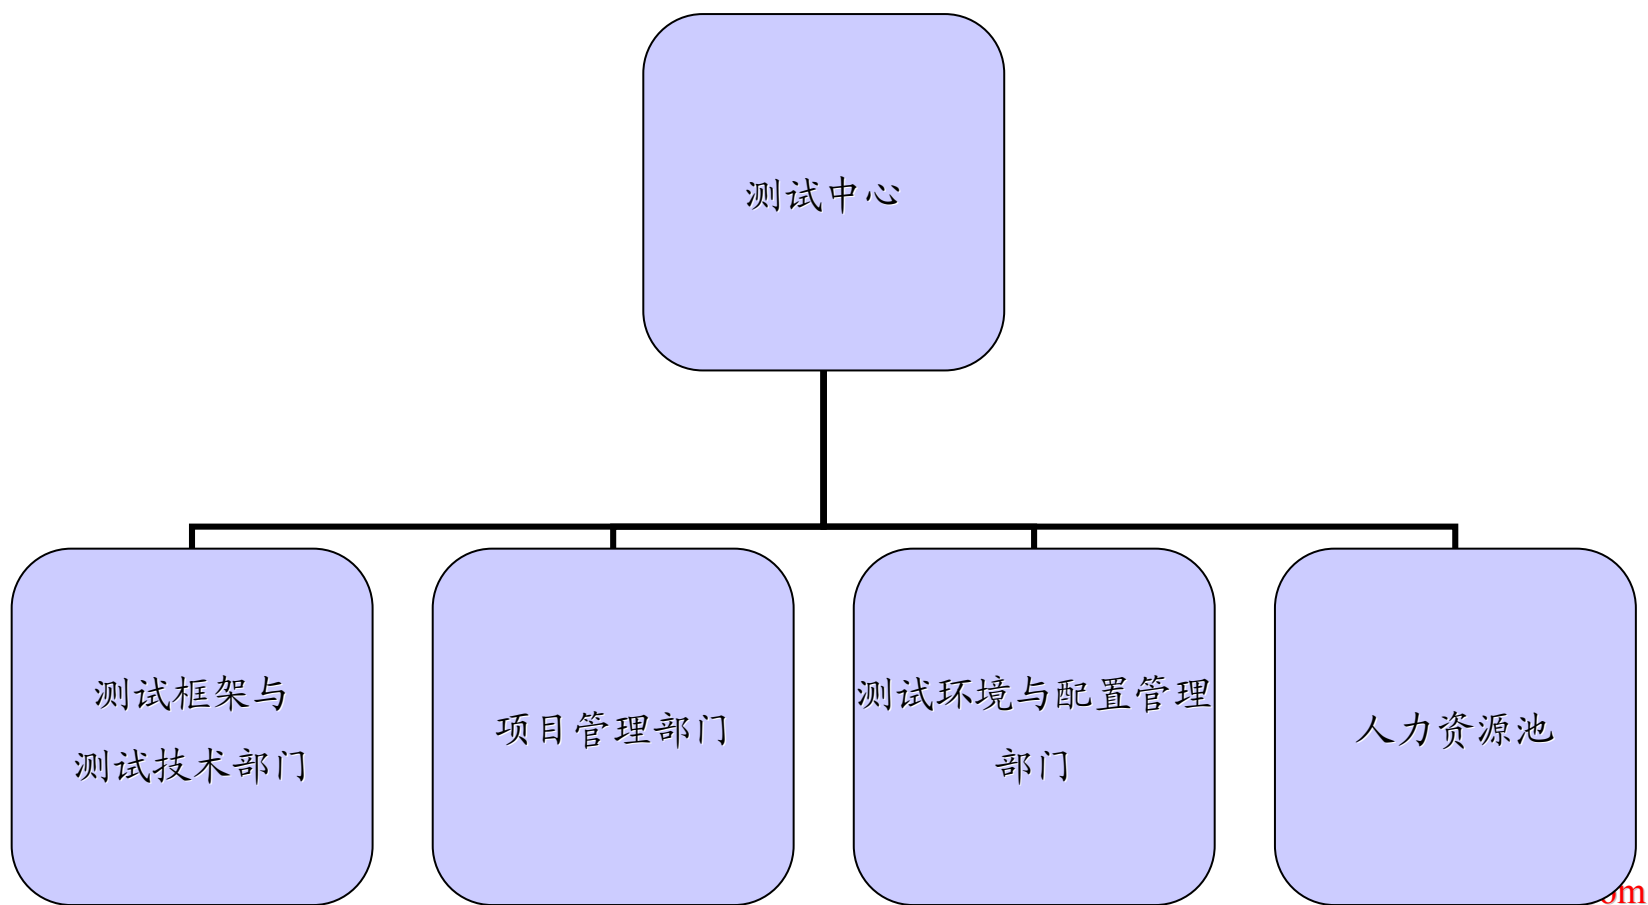 测试中心
测试框架与
测试技术部门
项目管理部门
测试环境与配置管理
部门
人力资源池
om